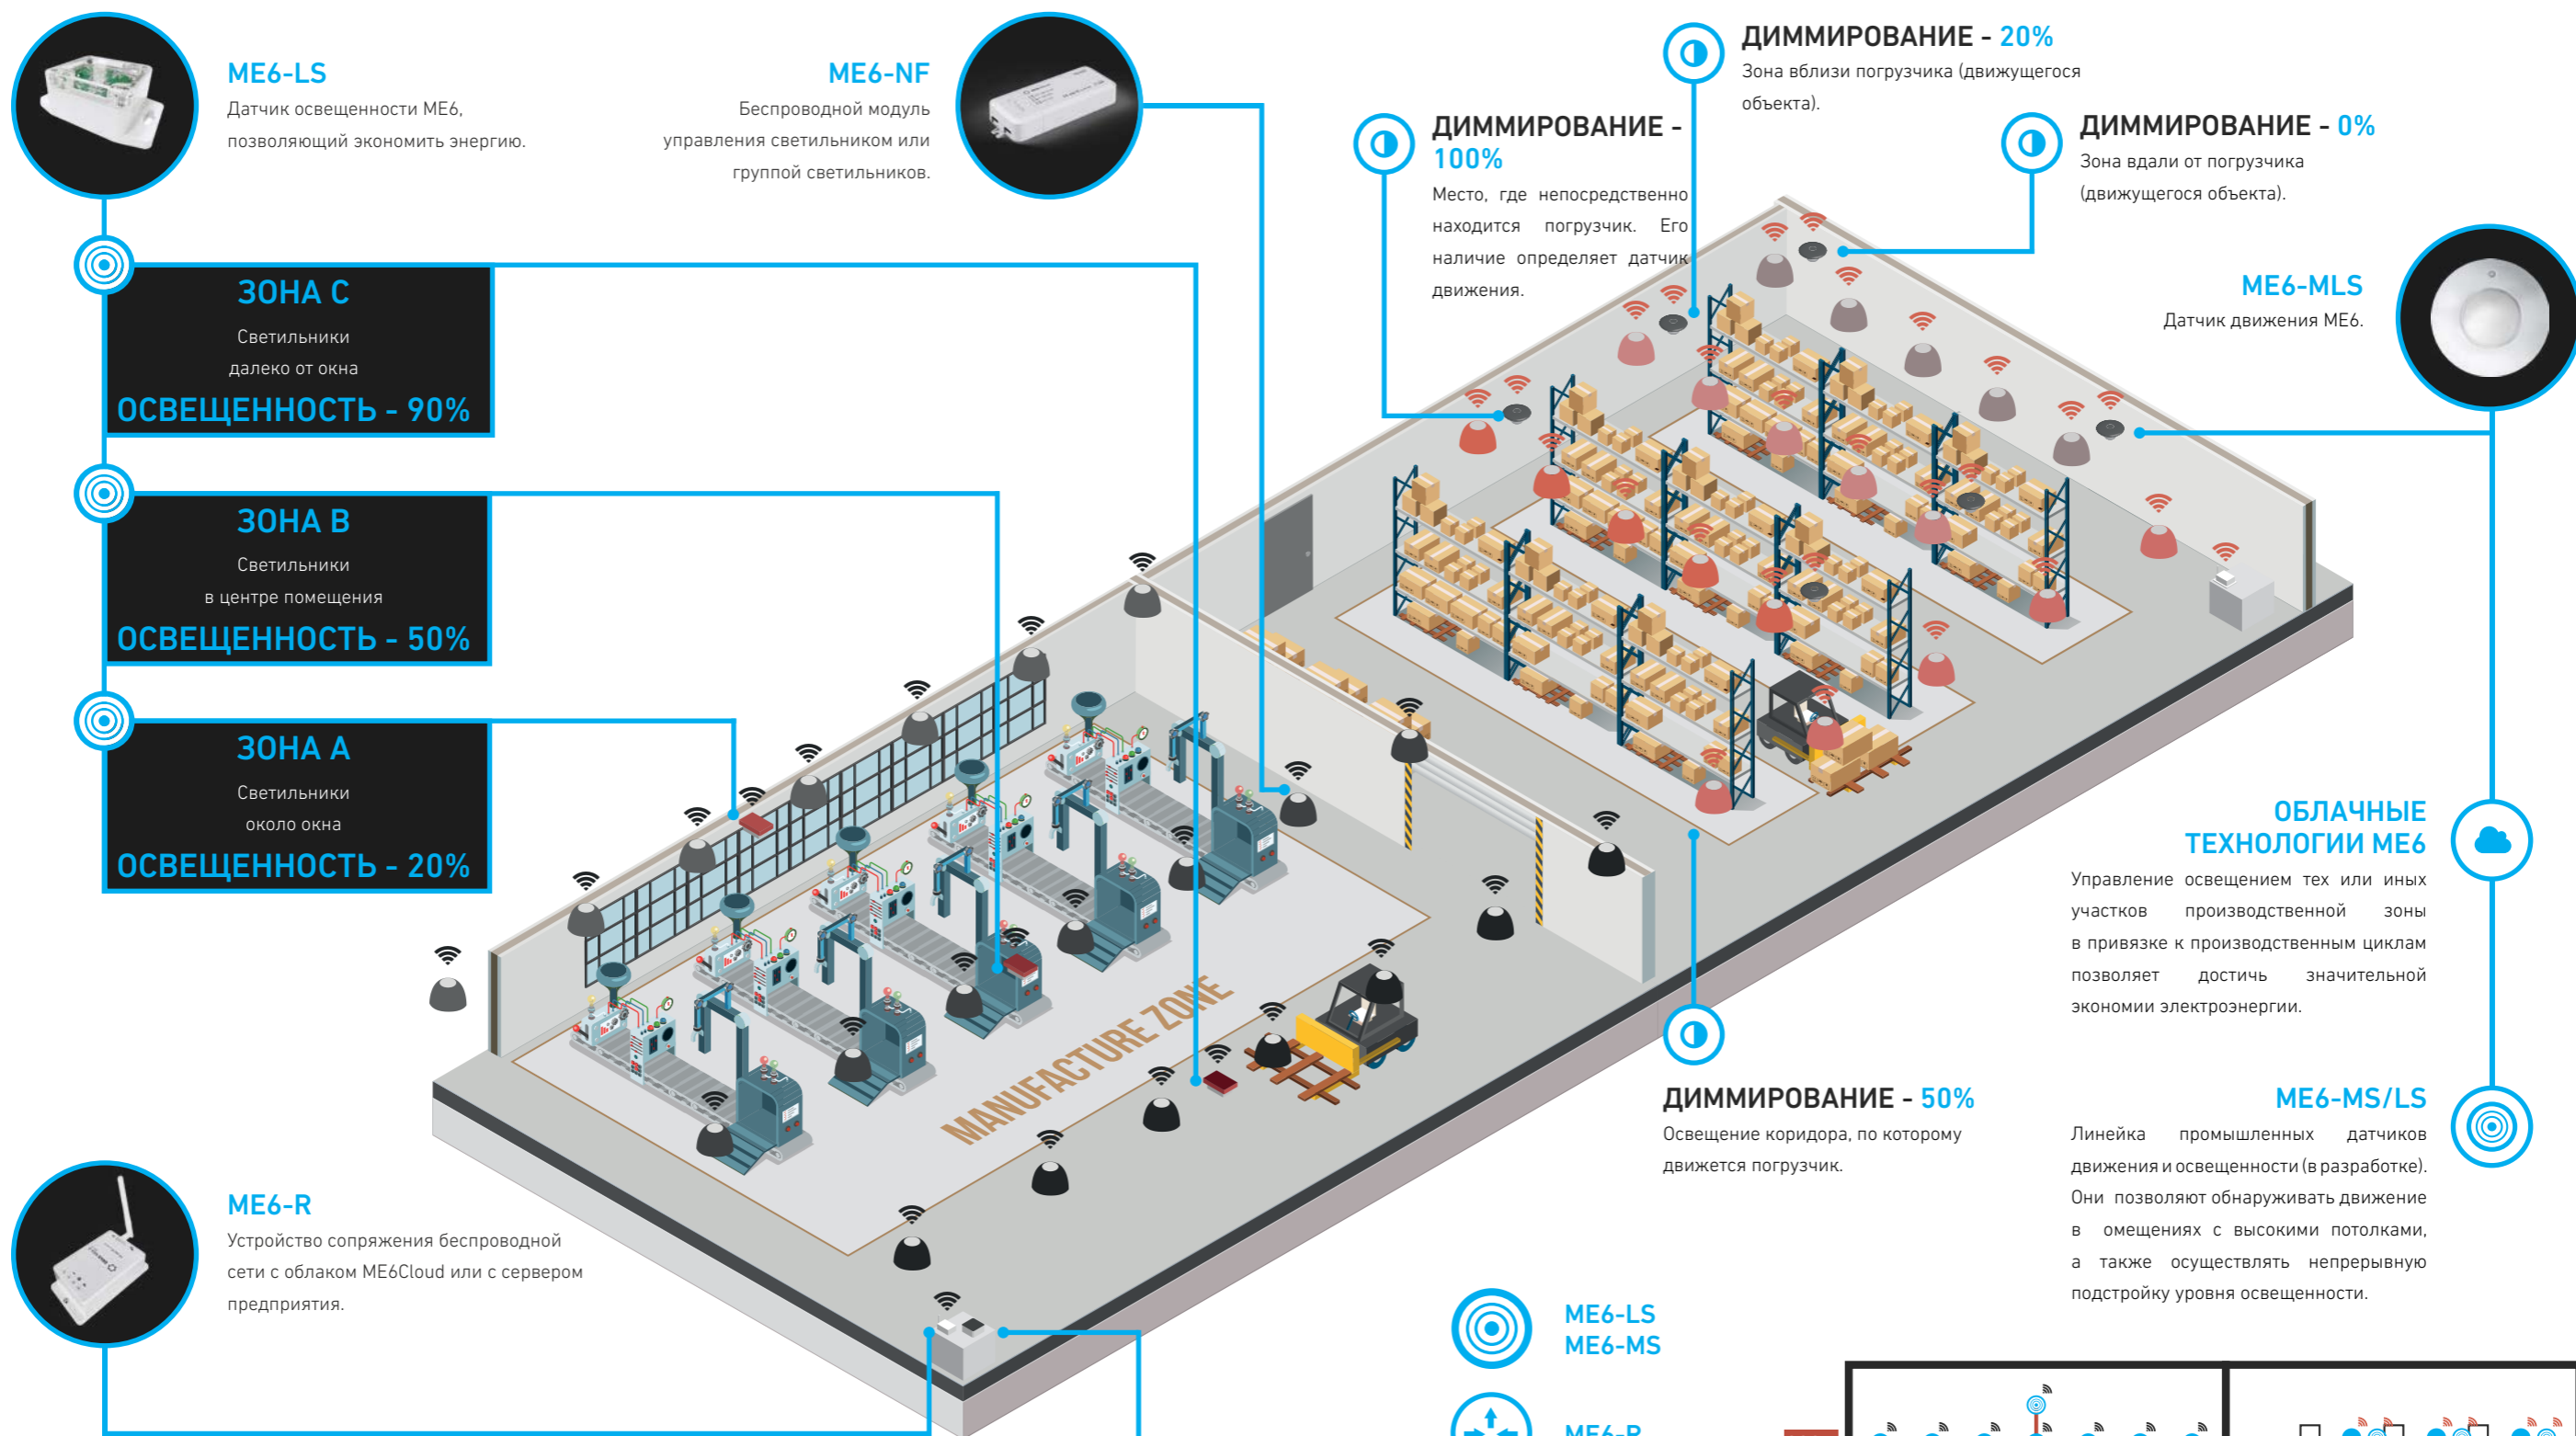 ME6-LS
Датчик освещенности ME6,
позволяющий экономить энергию.
ME6-NF
Беспроводной модуль
управления светильником или
группой светильников.
ДИММИРОВАНИЕ - 20%
Зона вблизи погрузчика (движущегося
объекта).
ДИММИРОВАНИЕ -
100%
Место, где непосредственно
находится погрузчик. Его
наличие определяет датчик
движения.
ДИММИРОВАНИЕ - 0%
Зона вдали от погрузчика
(движущегося объекта).
ME6-MLS
Датчик движения ME6.
ЗОНА C
Светильники
далеко от окна
ОСВЕЩЕННОСТЬ - 90%
ЗОНА B
Светильники
в центре помещения
ОСВЕЩЕННОСТЬ - 50%
ЗОНА A
Светильники
около окна
ОСВЕЩЕННОСТЬ - 20%
MANUFACTURE ZONE
ОБЛАЧНЫЕ
ТЕХНОЛОГИИ ME6
Управление освещением тех или иных
участков производственной зоны
в привязке к производственным циклам
позволяет достичь значительной
экономии электроэнергии.
ДИММИРОВАНИЕ - 50%
Освещение коридора, по которому
движется погрузчик.
ME6-MS/LS
Линейка промышленных датчиков
движения и освещенности (в разработке).
Они позволяют обнаруживать движение
в омещениях с высокими потолками,
а также осуществлять непрерывную
подстройку уровня освещенности.
ME6-R
Устройство сопряжения беспроводной
сети с облаком ME6Cloud или с сервером
предприятия.
ME6-LS
ME6-MS
ME6-R